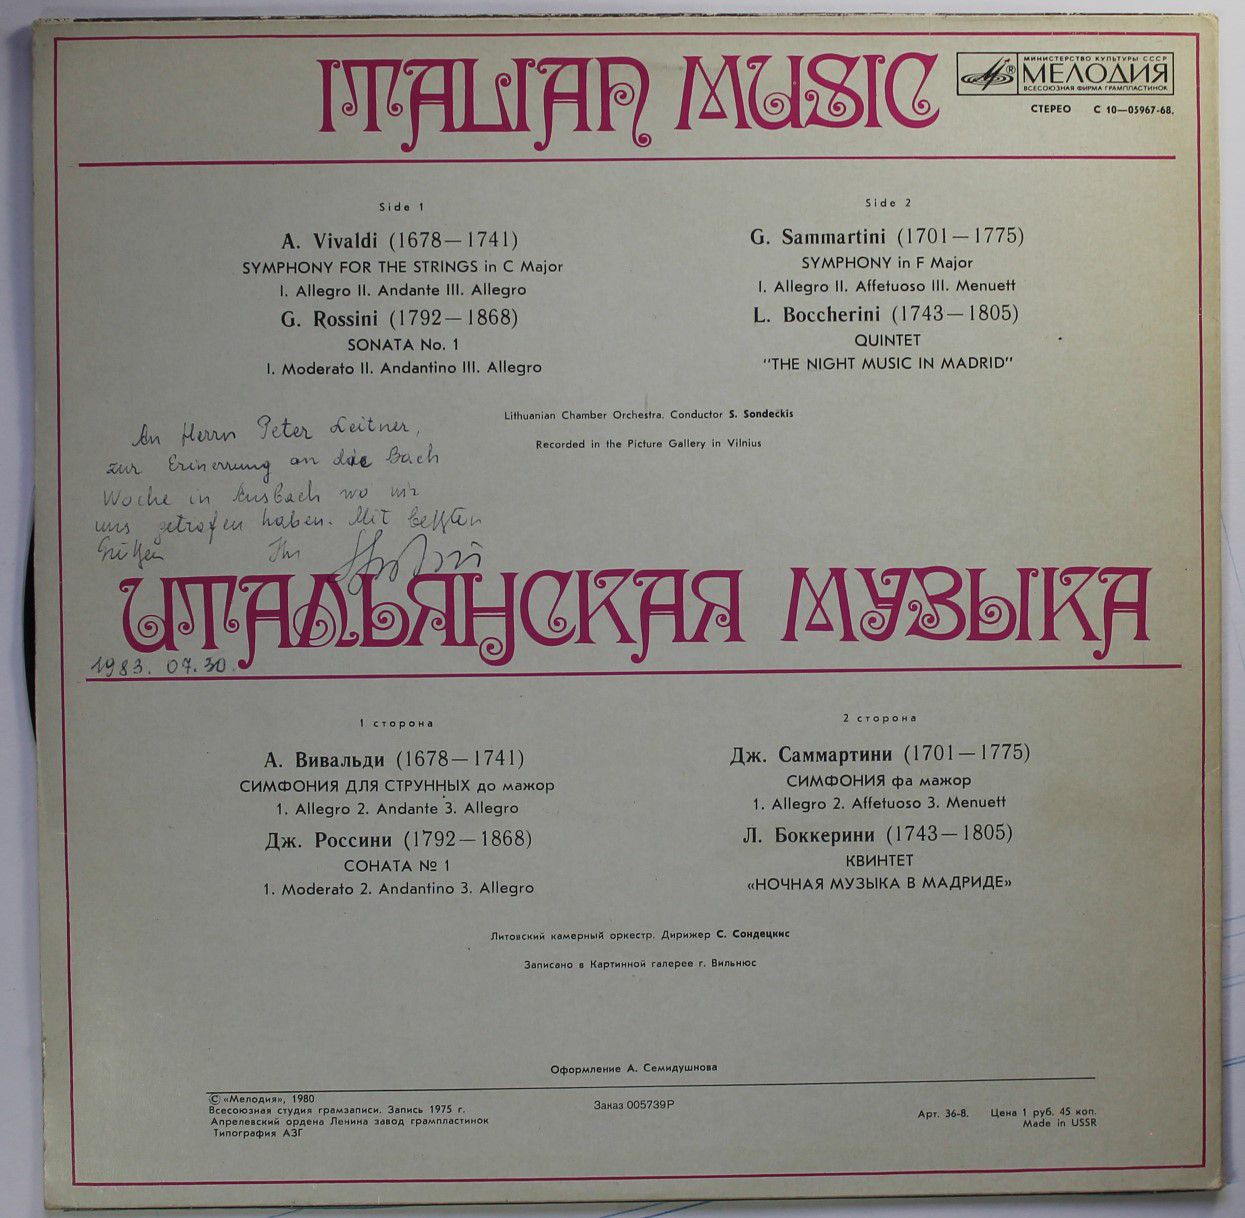 ITALIAN MUSIC
МИНИСТЕРСТВО КУЛЬТУРЫ СССР
МЕЛОДИЯ
ВСЕСОЮЗНАЯ ФИРМА ГРАМПЛАСТИНОК
СТЕРЕО С 10—05967-68.
Side 1
A. Vivaldi (1678—1741)
SYMPHONY FOR THE STRINGS in C Major
I. Allegro II. Andante III. Allegro
G. Rossini (1792—1868)
SONATA No. 1
I. Moderato II. Andantino III. Allegro
Side 2
G. Sammartini (1701—1775)
SYMPHONY in F Major
I. Allegro II. Affetuoso III. Menuett
L. Boccherini (1743—1805)
QUINTET
"THE NIGHT MUSIC IN MADRID"
Lithuanian Chamber Orchestra. Conductor S. Sondeckis
Recorded in the Picture Gallery in Vilnius
An Herrn Peter Leitner,
zur Erinerrung an die Bach
Woche in Ansbach wo wir
uns getrofen haben. Mit besten
Grüßen Ihr
1983. 07.30.
ИТАЛЬЯНСКАЯ МУЗЫКА
1 сторона
А. Вивальди (1678—1741)
СИМФОНИЯ ДЛЯ СТРУННЫХ до мажор
1. Allegro 2. Andante 3. Allegro
Дж. Россини (1792—1868)
СОНАТА № 1
1. Moderato 2. Andantino 3. Allegro
2 сторона
Дж. Саммартини (1701—1775)
СИМФОНИЯ фа мажор
1. Allegro 2. Affetuoso 3. Menuett
Л. Боккерини (1743—1805)
КВИНТЕТ
«НОЧНАЯ МУЗЫКА В МАДРИДЕ»
Литовский камерный оркестр. Дирижер С. Сондецкис
Записано в Картинной галерее г. Вильнюс
Оформление А. Семидушнова
© «Мелодия», 1980
Всесоюзная студия грамзаписи. Запись 1975 г.
Апрелевский ордена Ленина завод грампластинок
Типография АЗГ
Заказ 005739Р
Арт. 36-8. Цена 1 руб. 45 коп.
Made in USSR